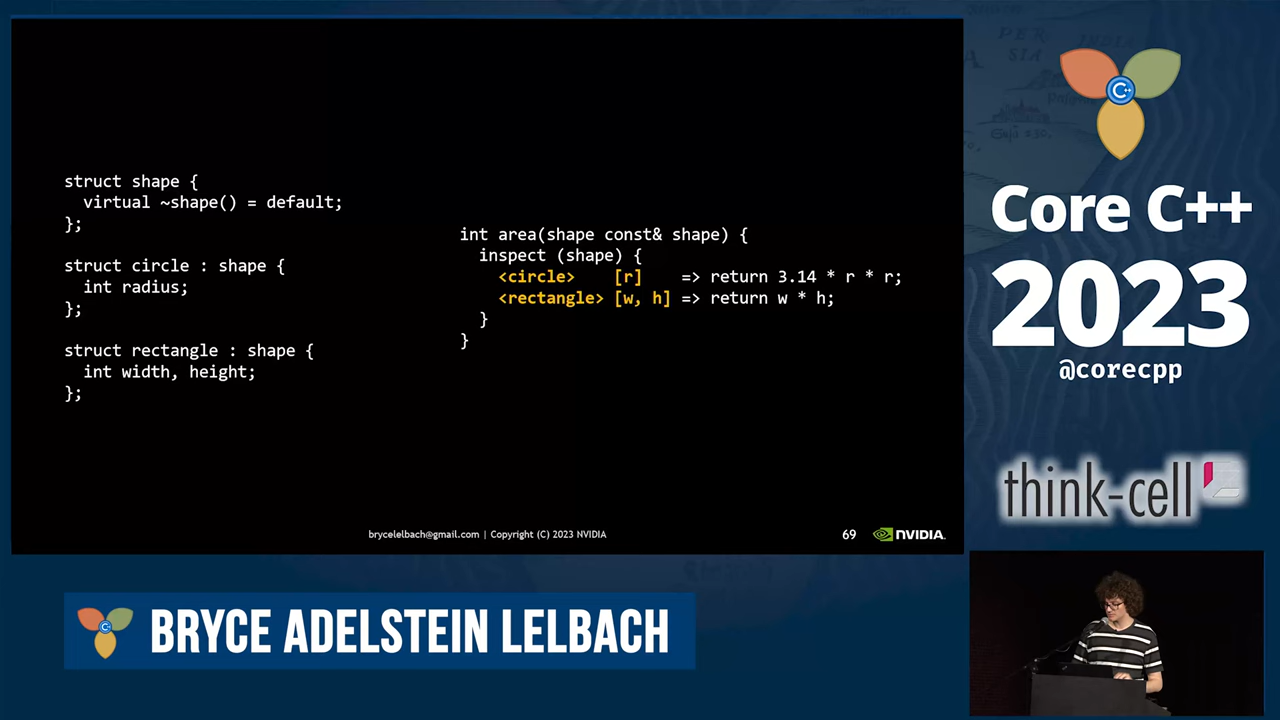 struct shape {
virtual ~shape() = default;
};
struct circle : shape {
int radius;
};
struct rectangle : shape {
int width, height;
};
int area(shape const& shape) {
inspect (shape) {
<circle> [r] => return 3.14 * r * r;
<rectangle> [w, h] => return w * h;
}
}
brycelelbach@gmail.com | Copyright (C) 2023 NVIDIA
69
NVIDIA.
C++
Core C++
2023
@corecpp
think-cell
C++
BRYCE ADELSTEIN LELBACH